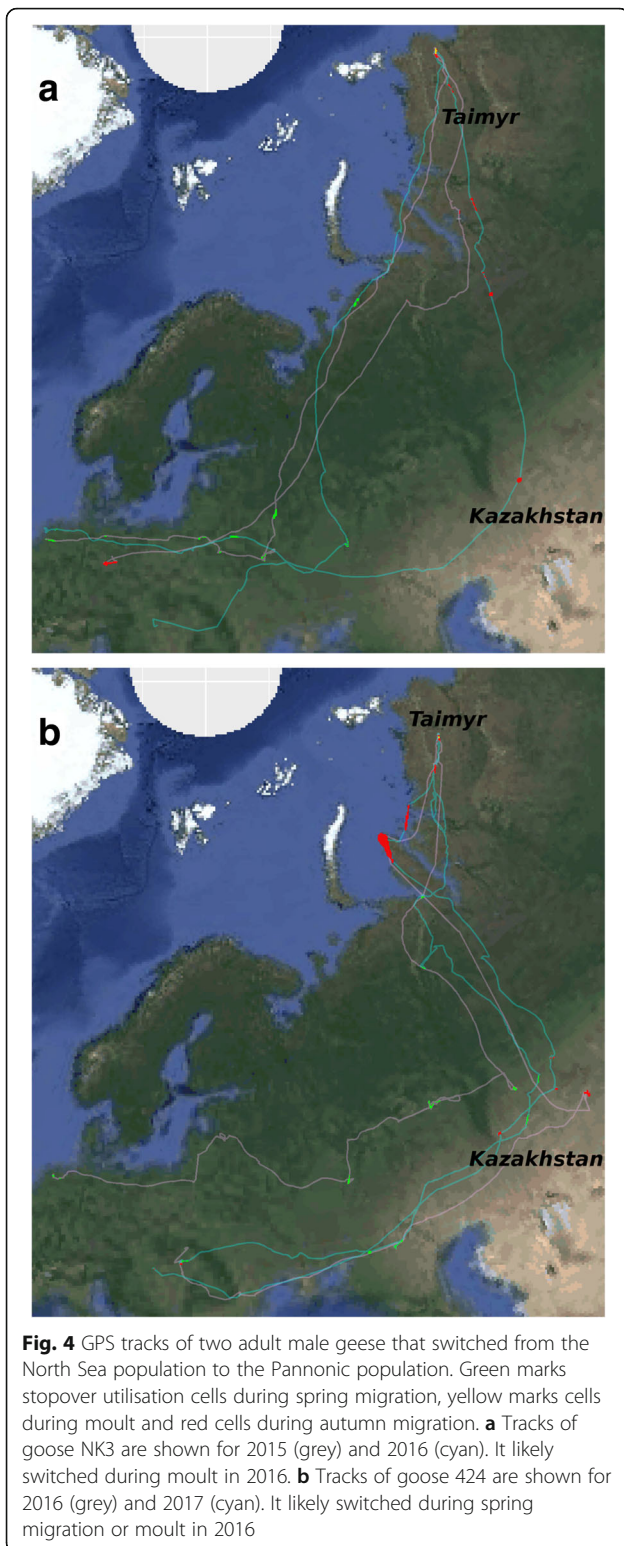 a
Taimyr
Kazakhstan
b
Taimyr
Kazakhstan
Fig. 4 GPS tracks of two adult male geese that switched from the
North Sea population to the Pannonic population. Green marks
stopover utilisation cells during spring migration, yellow marks cells
during moult and red cells during autumn migration. a Tracks of
goose NK3 are shown for 2015 (grey) and 2016 (cyan). It likely
switched during moult in 2016. b Tracks of goose 424 are shown for
2016 (grey) and 2017 (cyan). It likely switched during spring
migration or moult in 2016